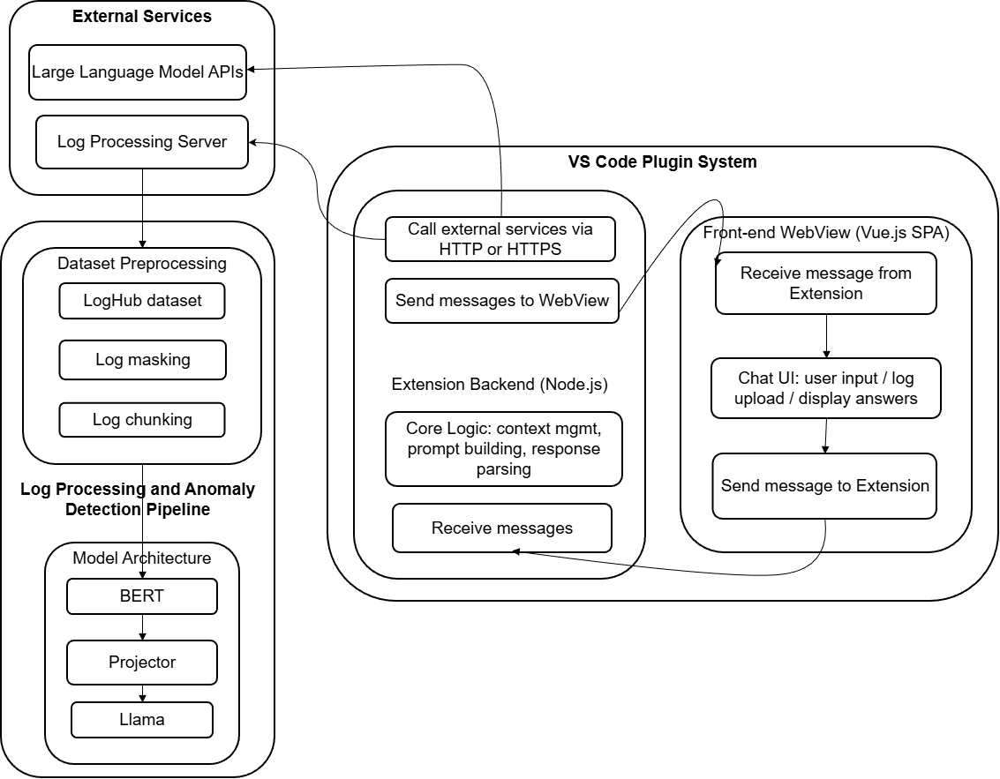 External Services
Large Language Model APIs
Log Processing Server
Dataset Preprocessing
LogHub dataset
Log masking
Log chunking
Log Processing and Anomaly
Detection Pipeline
Model Architecture
BERT
Projector
Llama
VS Code Plugin System
Call external services via
HTTP or HTTPS
Send messages to WebView
Extension Backend (Node.js)
Core Logic: context mgmt,
prompt building, response
parsing
Receive messages
Front-end WebView (Vue.js SPA)
Receive message from
Extension
Chat UI: user input / log
upload / display answers
Send message to Extension